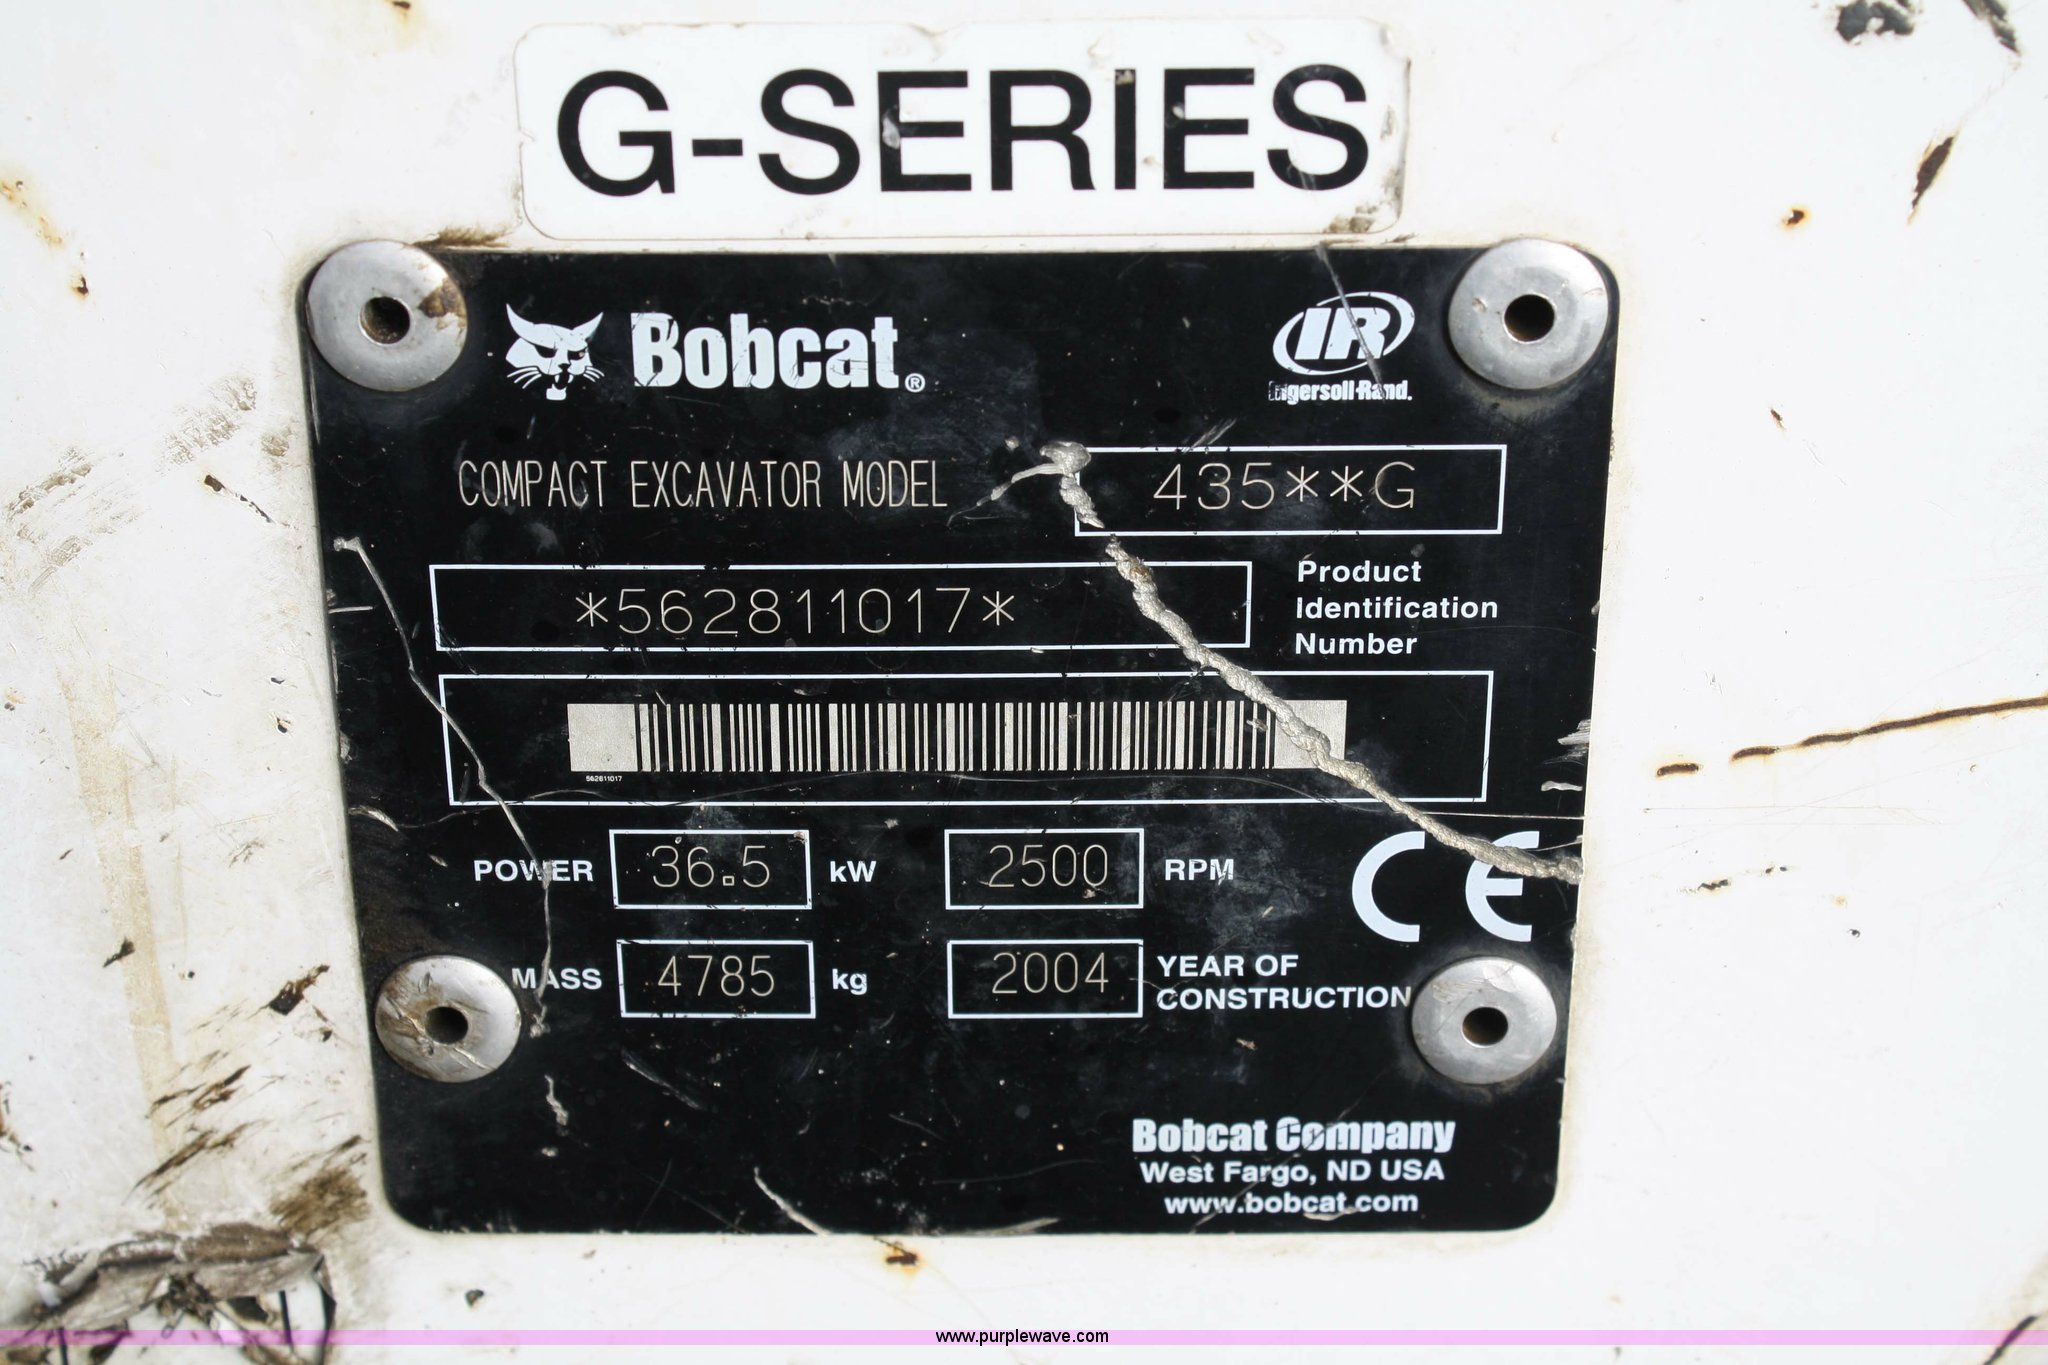 G-SERIES
Bobcat®
IR
Ingersoll-Rand.
COMPACT EXCAVATOR MODEL 435**G
*562811017*
Product
Identification
Number
562811017
POWER 36.5 kW 2500 RPM
CE
MASS 4785 kg 2004 YEAR OF
CONSTRUCTION
Bobcat Company
West Fargo, ND USA
www.bobcat.com
www.purplewave.com